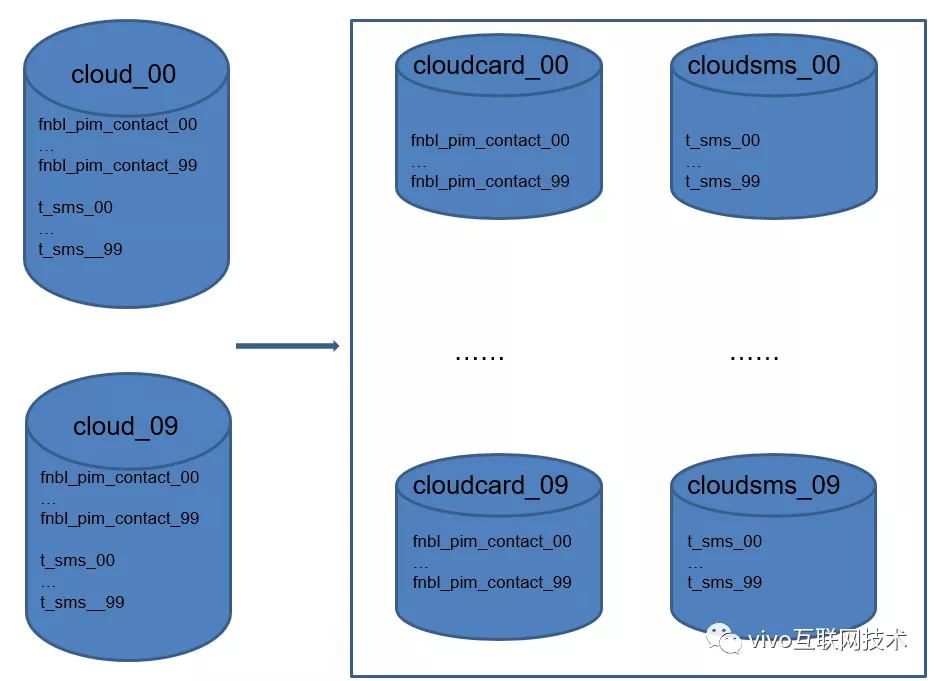 cloud_00
fnbl_pim_contact_00
...
fnbl_pim_contact_99
t_sms_00
...
t_sms__99
cloud_09
fnbl_pim_contact_00
...
fnbl_pim_contact_99
t_sms_00
...
t_sms__99
cloudcard_00
fnbl_pim_contact_00
...
fnbl_pim_contact_99
cloudsms_00
t_sms_00
...
t_sms_99
......
......
cloudcard_09
fnbl_pim_contact_00
...
fnbl_pim_contact_99
cloudsms_09
t_sms_00
...
t_sms_99
vivo互联网技术